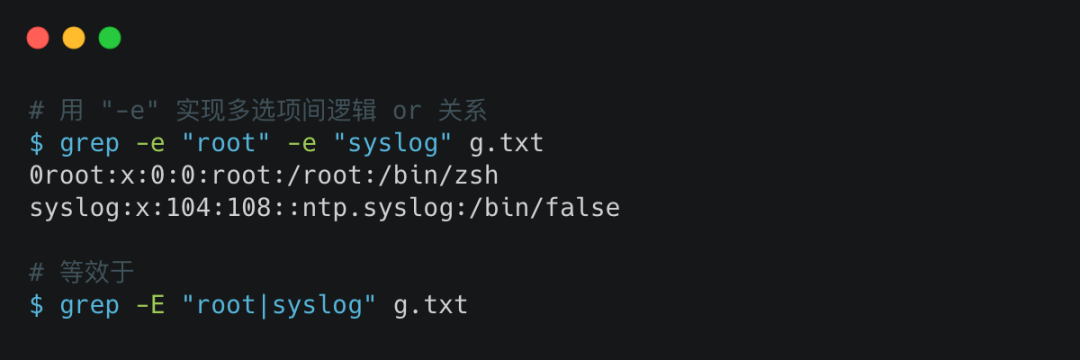 # 用 "-e" 实现多选项间逻辑 or 关系
$ grep -e "root" -e "syslog" g.txt
0root:x:0:0:root:/root:/bin/zsh
syslog:x:104:108::ntp.syslog:/bin/false
# 等效于
$ grep -E "root|syslog" g.txt